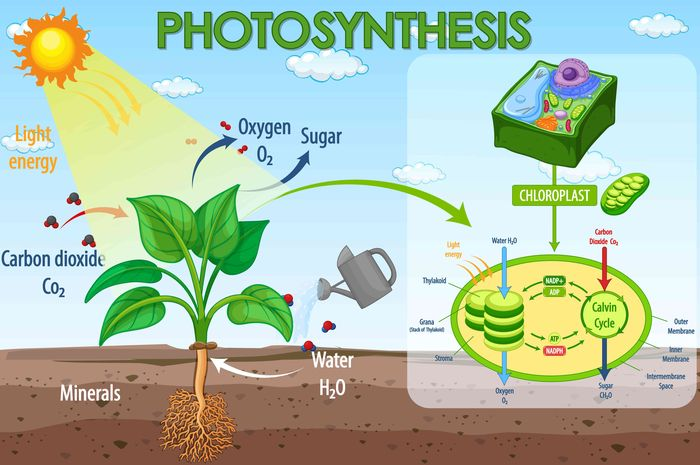 PHOTOSYNTHESIS
Light
energy
Oxygen
O₂
Sugar
Carbon dioxide
Co₂
Water
H₂O
Minerals
CHLOROPLAST
Light
energy
Water H₂O
Carbon
Dioxide Co₂
Thylakoid
Grana
(Stack of Thylakoid)
Stroma
NADP+
ADP
ATP
NADPH
Calvin
Cycle
Outer
Membrane
Inner
Membrane
Intermembrane
Space
Oxygen
O₂
Sugar
CH₂O